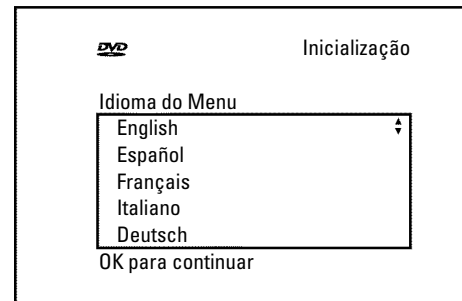 DVD
Inicialização
Idioma do Menu
English
Español
Français
Italiano
Deutsch
OK para continuar